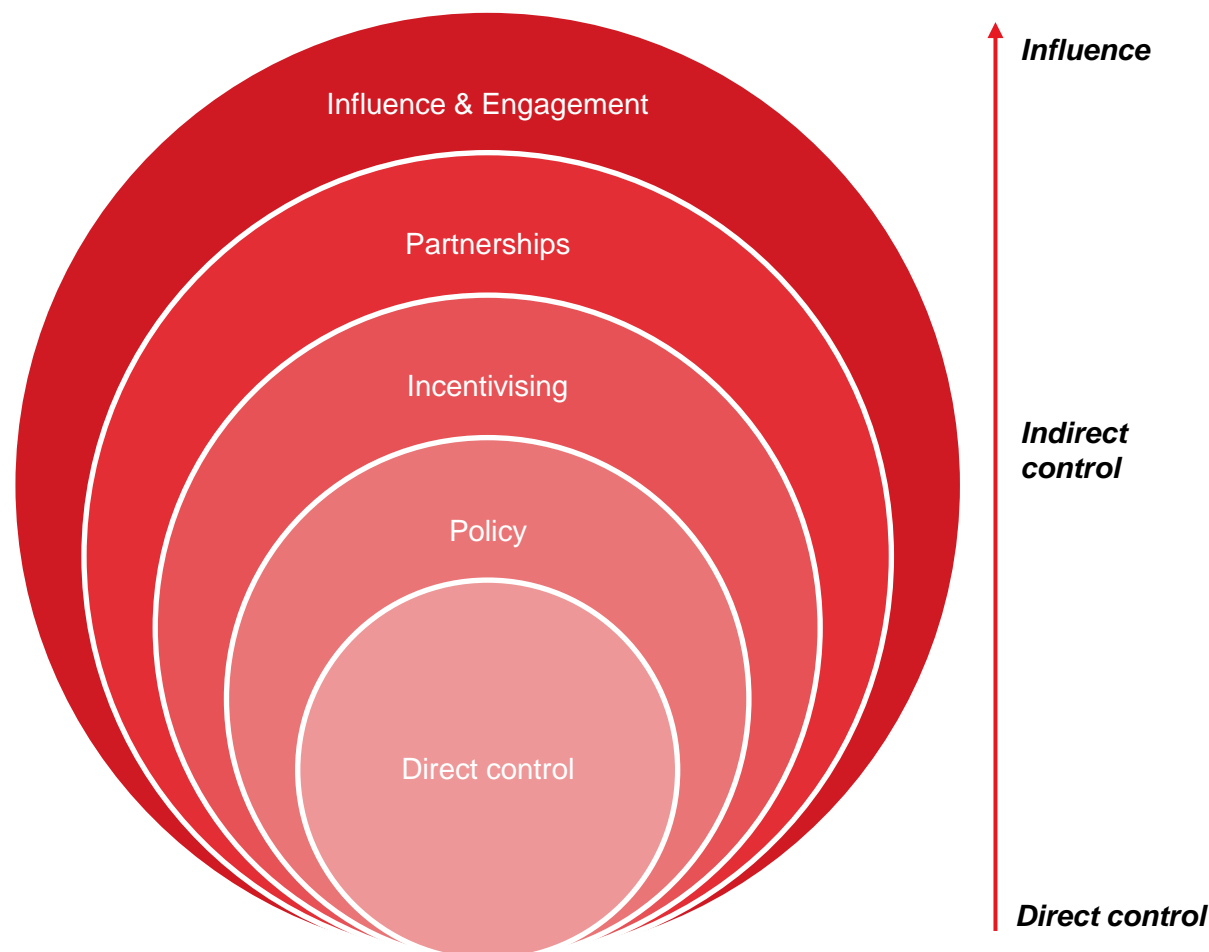 Influence
Influence & Engagement
Partnerships
Incentivising
Indirect
control
Policy
Direct control
Direct control